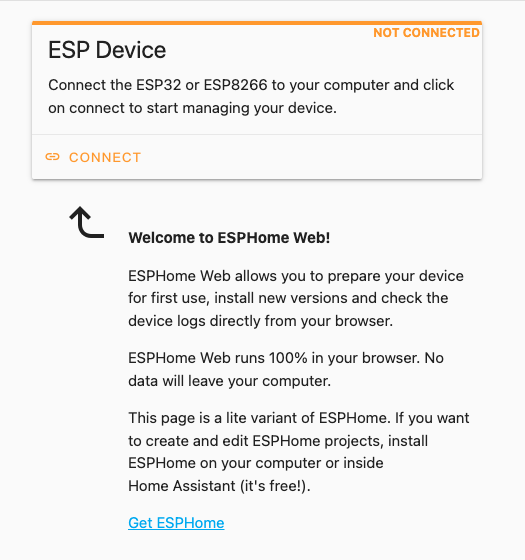 NOT CONNECTED
ESP Device
Connect the ESP32 or ESP8266 to your computer and click
on connect to start managing your device.
CONNECT
Welcome to ESPHome Web!
ESPHome Web allows you to prepare your device
for first use, install new versions and check the
device logs directly from your browser.
ESPHome Web runs 100% in your browser. No
data will leave your computer.
This page is a lite variant of ESPHome. If you want
to create and edit ESPHome projects, install
ESPHome on your computer or inside
Home Assistant (it's free!).
Get ESPHome